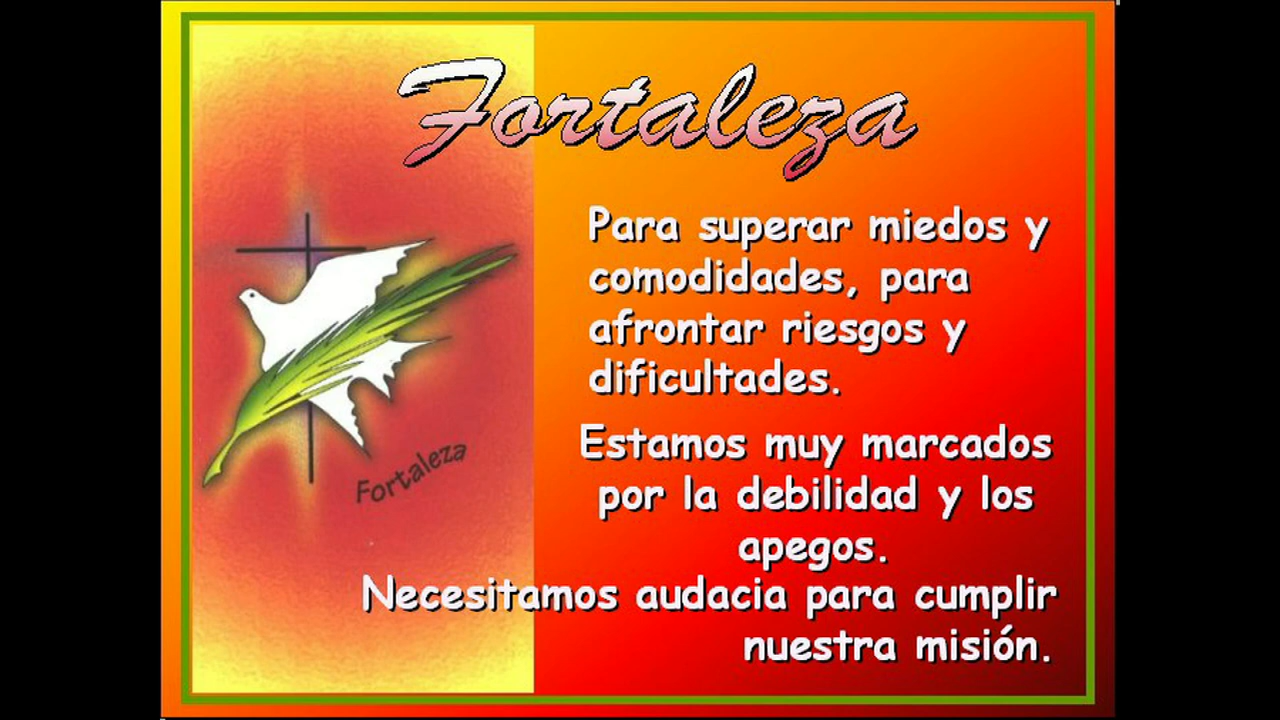 Fortaleza
Para superar miedos y
comodidades, para
afrontar riesgos y
dificultades.
Estamos muy marcados
por la debilidad y los
apegos.
Fortaleza
Necesitamos audacia para cumplir
nuestra misión.